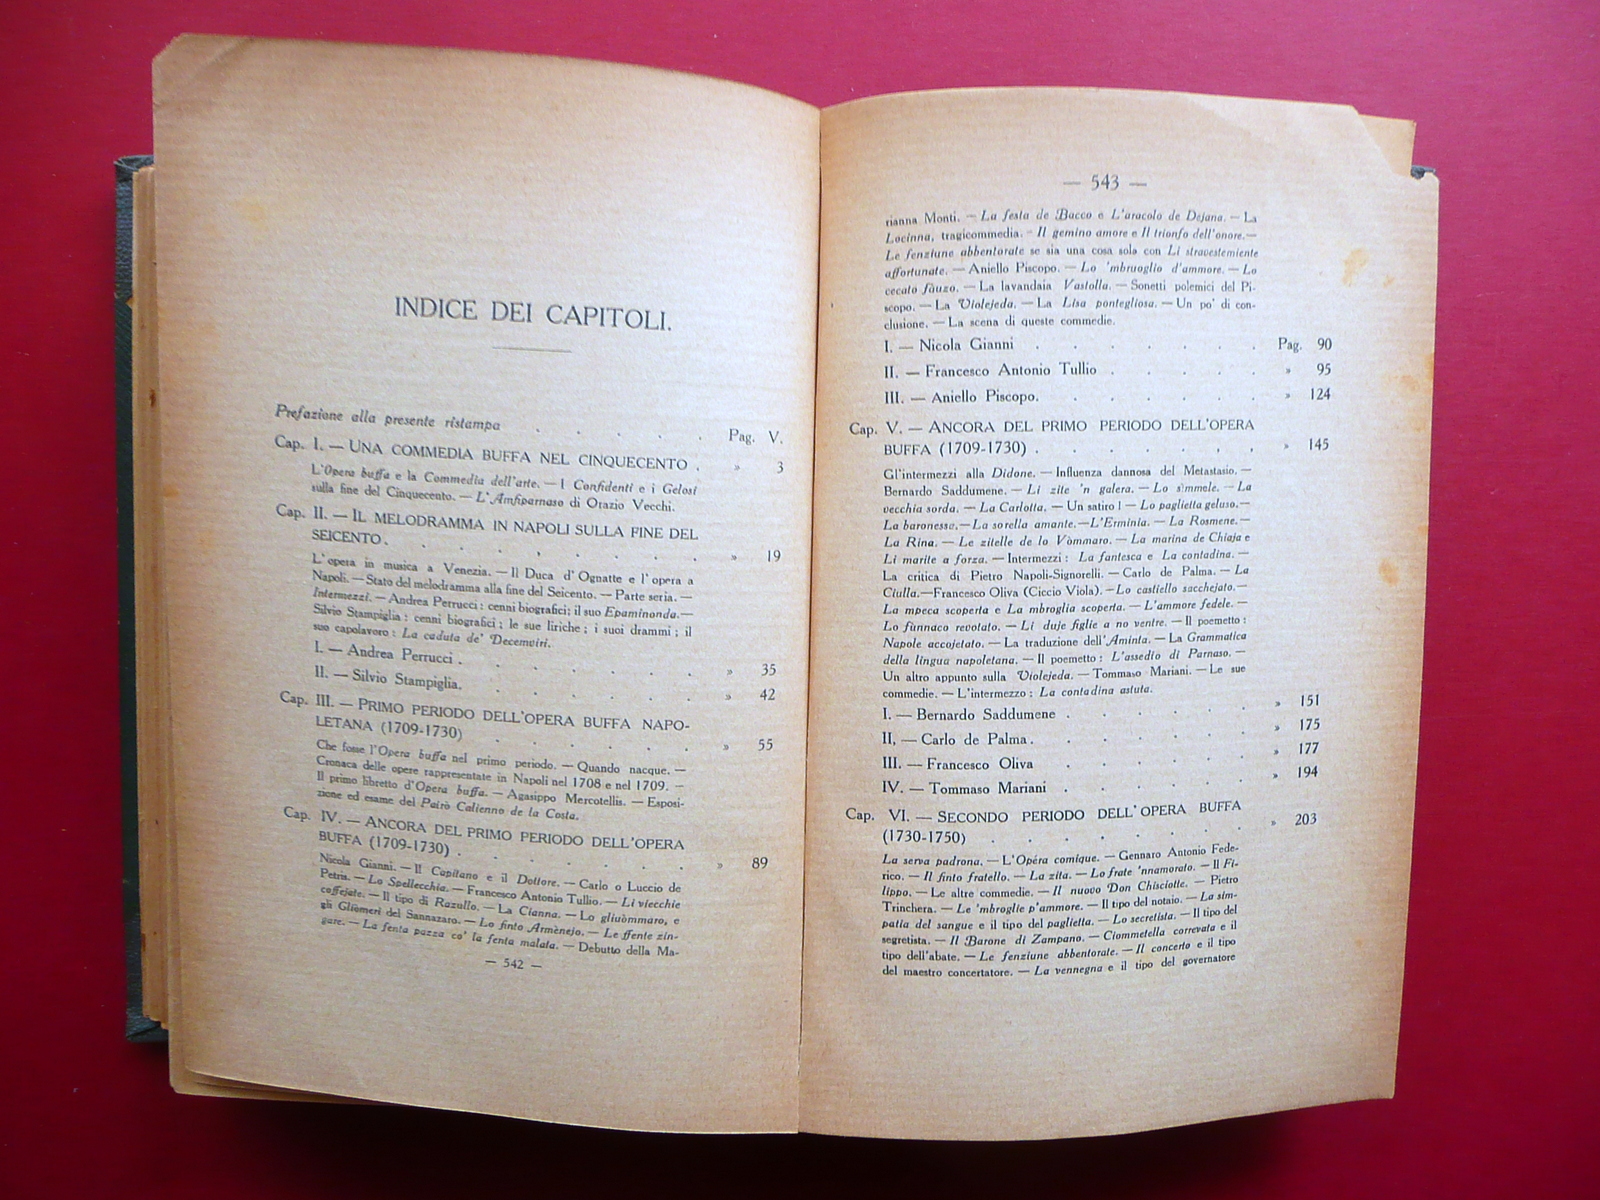 INDICE DEI CAPITOLI.
Prefazione alla presente ristampa . . . . . Pag. V.
Cap. I. — UNA COMMEDIA BUFFA NEL CINQUECENTO . » 3
L'Opera buffa e la Commedia dell'arte. — I Confidenti e i Gelosi
sulla fine del Cinquecento. — L'Amfiparnaso di Orazio Vecchi.
Cap. II. — IL MELODRAMMA IN NAPOLI SULLA FINE DEL
SEICENTO . . . . . . . . » 19
L'opera in musica a Venezia. — Il Duca d'Ognatte e l'opera a
Napoli. — Stato del melodramma alla fine del Seicento. — Parte seria. —
Intermezzi. — Andrea Perrucci: cenni biografici; il suo Epaminonda. —
Silvio Stampiglia: cenni biografici; le sue liriche; i suoi drammi; il
suo capolavoro: La caduta de' Decemviri.
I. — Andrea Perrucci . . . . . . » 35
II. — Silvio Stampiglia. . . . . . » 42
Cap. III. — PRIMO PERIODO DELL'OPERA BUFFA NAPO-
LETANA (1709-1730) . . . . . . » 55
Che fosse l'Opera buffa nel primo periodo. — Quando nacque. —
Cronaca delle opere rappresentate in Napoli nel 1708 e nel 1709. —
Il primo libretto d'Opera buffa. — Agasippo Mercotellis. — Esposi-
zione ed esame del Patrò Calienno de la Costa.
Cap. IV. — ANCORA DEL PRIMO PERIODO DELL'OPERA
BUFFA (1709-1730) . . . . . . » 89
Nicola Gianni. — Il Capitano e il Dottore. — Carlo o Luccio de
Petris. — Lo Spellecchia. — Francesco Antonio Tullio. — Li viecchie
coffejate. — Il tipo di Razullo. — La Cianna. — Lo gliuòmmaro, e
gli Gliòmeri del Sannazaro. — Lo finto Armènejo. — Le ffente zin-
gare. — La fenta pazza co' la fenta malata. — Debutto della Ma-
— 542 —
— 543 —
rianna Monti. — La festa de Bacco e L'aracolo de Dejana. — La
Locinna, tragicommedia. - Il gemino amore e Il trionfo dell'onore. —
Le fenziune abbentorate se sia una cosa sola con Li stravestemiente
affortunate. — Aniello Piscopo. — Lo 'mbruoglio d'ammore. — Lo
cecato fauzo. — La lavandaia Vastolla. — Sonetti polemici del Pi-
scopo. — La Violejeda. — La Lisa pontegliosa. — Un po' di con-
clusione. — La scena di queste commedie.
I. — Nicola Gianni . . . . . . . Pag. 90
II. — Francesco Antonio Tullio . . . . . » 95
III. — Aniello Piscopo. . . . . . . » 124
Cap. V. — ANCORA DEL PRIMO PERIODO DELL'OPERA
BUFFA (1709-1730) . . . . . . . » 145
Gl'intermezzi alla Didone. — Influenza dannosa del Metastasio. —
Bernardo Saddumene. — Li zite 'n galera. — Lo simmele. — La
vecchia sorda. — La Carlotta. — Un satiro! — Lo paglietta geluso. —
La baronessa. — La sorella amante. — L'Erminia. — La Rosmene. —
La Rina. — Le zitelle de lo Vòmmaro. — La marina de Chiaja e
Li marite a forza. — Intermezzi: La fantesca e La contadina. —
La critica di Pietro Napoli-Signorelli. — Carlo de Palma. — La
Ciulla. — Francesco Oliva (Ciccio Viola). — Lo castiello sacchejato. —
La mpeca scoperta e La mbroglia scoperta. — L'ammore fedele. —
Lo funnaco revotato. — Li duje figlie a no ventre. — Il poemetto:
Napole accojetato. — La traduzione dell'Aminta. — La Grammatica
della lingua napoletana. — Il poemetto: L'assedio di Parnaso. —
Un altro appunto sulla Violejeda. — Tommaso Mariani. — Le sue
commedie. — L'intermezzo: La contadina astuta.
I. — Bernardo Saddumene . . . . . . » 151
II, — Carlo de Palma. . . . . . . » 175
III. — Francesco Oliva . . . . . . » 177
IV. — Tommaso Mariani . . . . . . » 194
Cap. VI. — SECONDO PERIODO DELL'OPERA BUFFA
(1730-1750) . . . . . . » 203
La serva padrona. — L'Opéra comique. — Gennaro Antonio Fede-
rico. — Il finto fratello. — La zita. — Lo frate 'nnamorato. — Il Fi-
lippo. — Le altre commedie. — Il nuovo Don Chisciotte. — Pietro
Trinchera. — Le 'mbroglie p'ammore. — Il tipo del notaio. — La sim-
patia del sangue e il tipo del paglietta. — Lo secretista. — Il tipo del
segretista. — Il Barone di Zampano. — Ciommetella correvata e il
tipo dell'abate. — Le fenziune abbentorate. — Il concerto e il tipo
del maestro concertatore. — La vennegna e il tipo del governatore